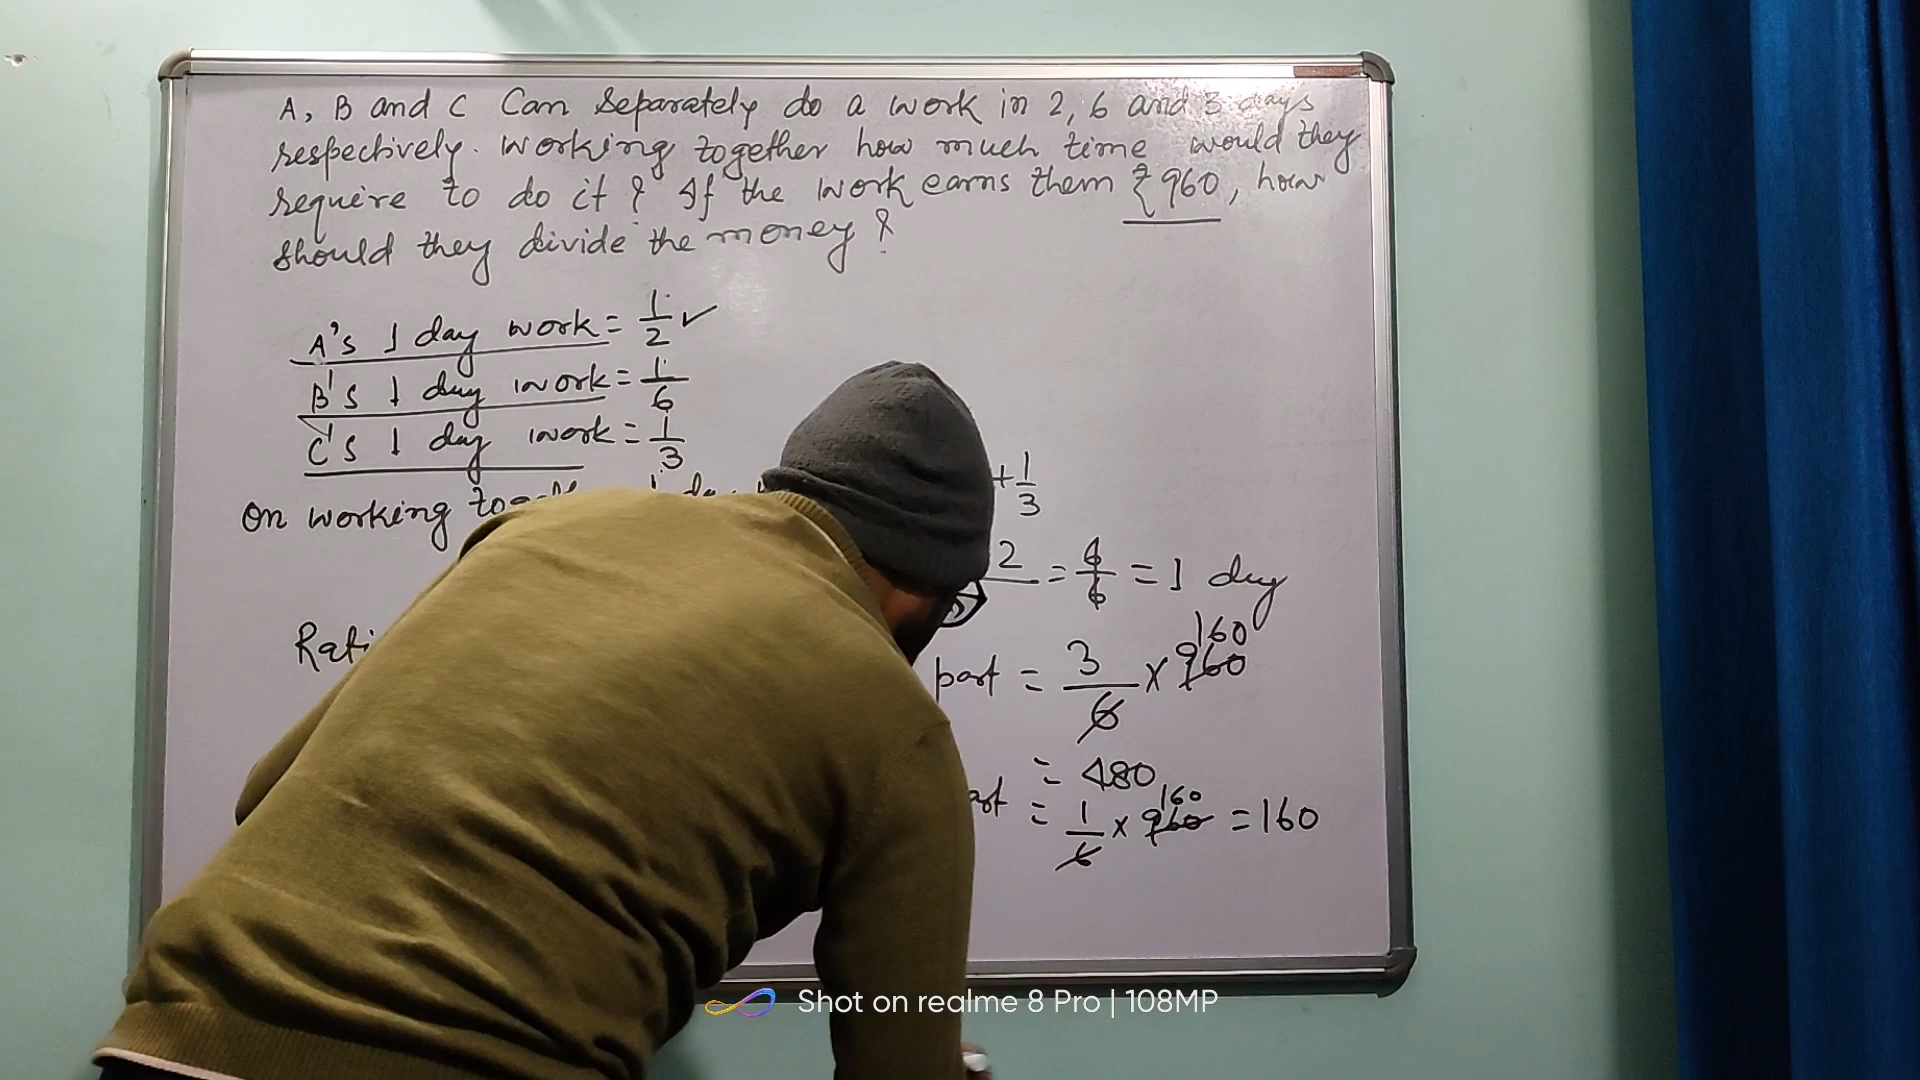 A, B and C Can separately do a work in 2, 6 and 3 days
respectively. Working together how much time would they
require to do it ? If the work earns them ₹960, how
should they divide the money ?
A's 1 day work = 1/2 ✓
B's 1 day work = 1/6
C's 1 day work = 1/3
On working
+ 1/3
2 = 6/6 = 1 day
160
part = 3/6 × 960
= 480
160
= 1/6 × 960 = 160
Shot on realme 8 Pro | 108MP